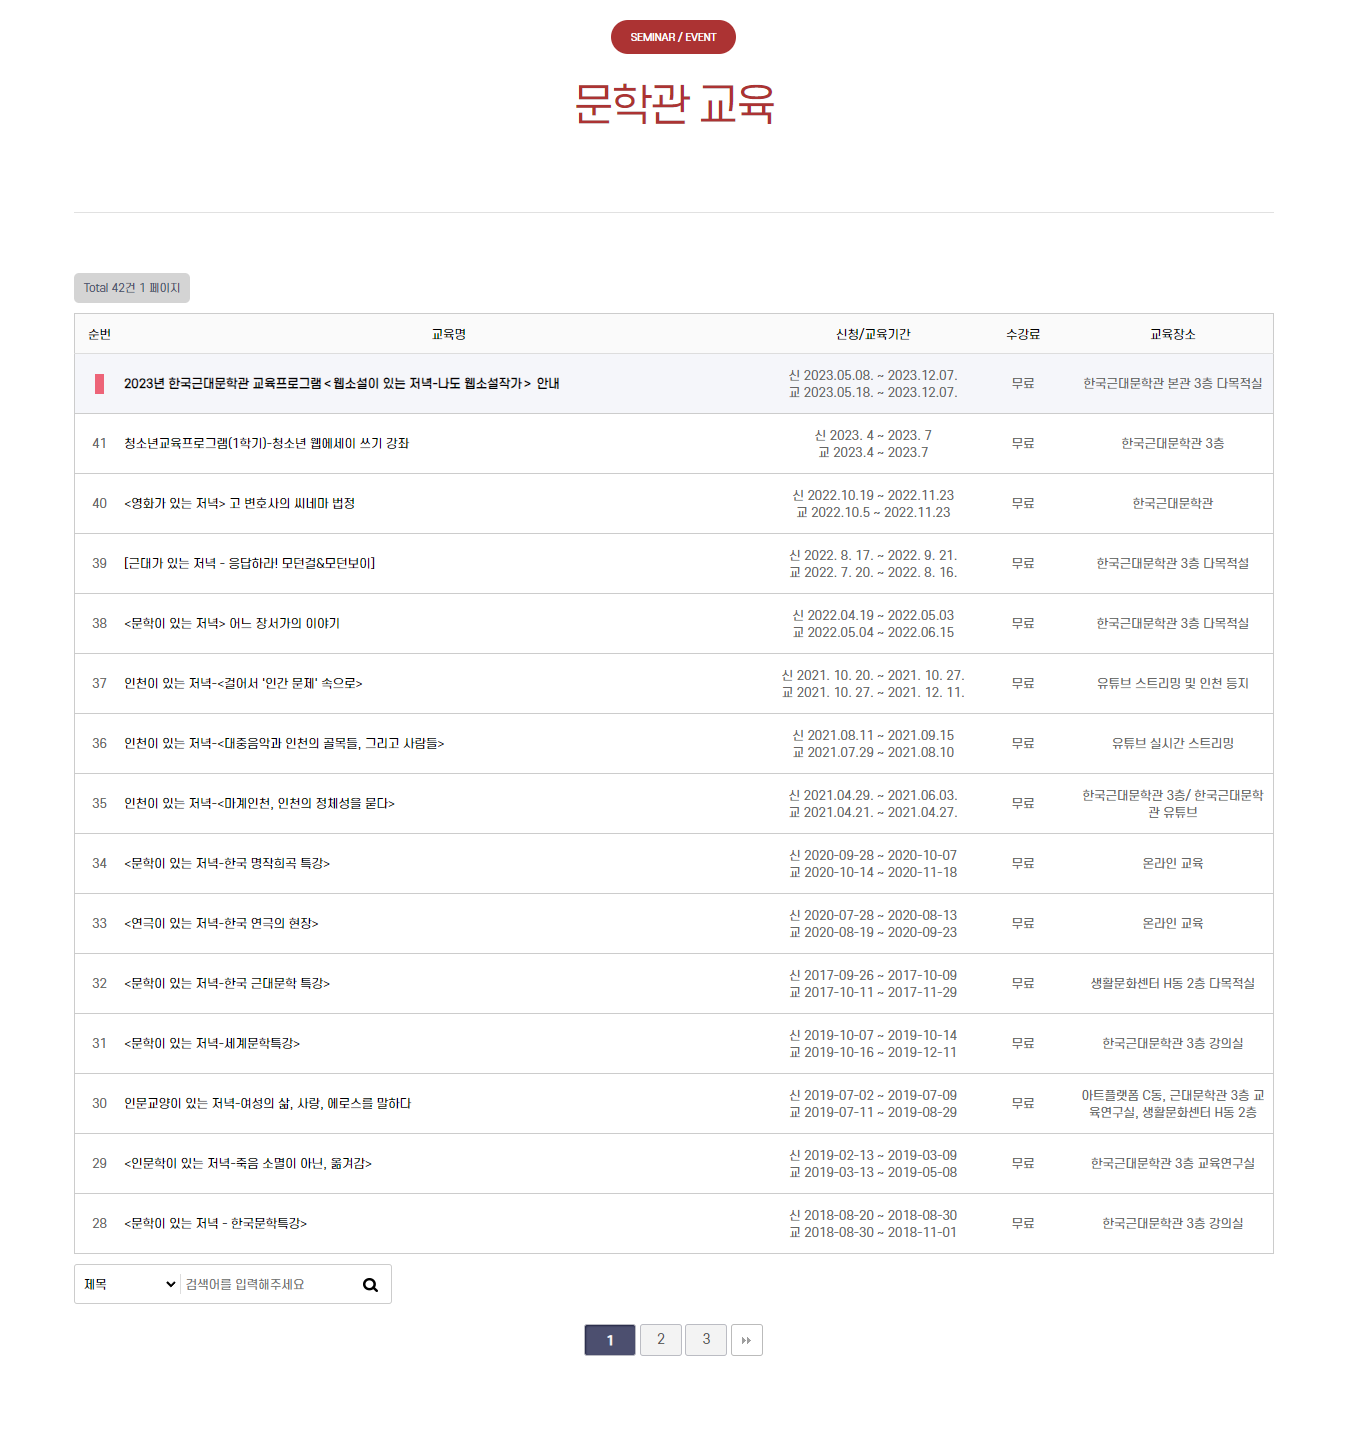 SEMINAR / EVENT
문학관 교육
Total 42건 1 페이지
순번 교육명 신청/교육기간 수강료 교육장소
2023년 한국근대문학관 교육프로그램<웹소설이 있는 저녁-나도 웹소설작가> 안내 신 2023.05.08. ~ 2023.12.07. 무료 한국근대문학관 본관 3층 다목적실
교 2023.05.18. ~ 2023.12.07.
41 청소년교육프로그램(1학기)-청소년 웹에세이 쓰기 강좌 신 2023. 4 ~ 2023. 7 무료 한국근대문학관 3층
교 2023.4 ~ 2023.7
40 <영화가 있는 저녁> 고 변호사의 씨네마 법정 신 2022.10.19 ~ 2022.11.23 무료 한국근대문학관
교 2022.10.5 ~ 2022.11.23
39 [근대가 있는 저녁 - 응답하라! 모던걸&모던보이] 신 2022. 8. 17. ~ 2022. 9. 21. 무료 한국근대문학관 3층 다목적설
교 2022. 7. 20. ~ 2022. 8. 16.
38 <문학이 있는 저녁> 어느 장서가의 이야기 신 2022.04.19 ~ 2022.05.03 무료 한국근대문학관 3층 다목적실
교 2022.05.04 ~ 2022.06.15
37 인천이 있는 저녁-<걸어서 '인간 문제' 속으로> 신 2021. 10. 20. ~ 2021. 10. 27. 무료 유튜브 스트리밍 및 인천 등지
교 2021. 10. 27. ~ 2021. 12. 11.
36 인천이 있는 저녁-<대중음악과 인천의 골목들, 그리고 사람들> 신 2021.08.11 ~ 2021.09.15 무료 유튜브 실시간 스트리밍
교 2021.07.29 ~ 2021.08.10
35 인천이 있는 저녁-<마계인천, 인천의 정체성을 묻다> 신 2021.04.29. ~ 2021.06.03. 무료 한국근대문학관 3층/ 한국근대문학
교 2021.04.21. ~ 2021.04.27. 관 유튜브
34 <문학이 있는 저녁-한국 명작희곡 특강> 신 2020-09-28 ~ 2020-10-07 무료 온라인 교육
교 2020-10-14 ~ 2020-11-18
33 <연극이 있는 저녁-한국 연극의 현장> 신 2020-07-28 ~ 2020-08-13 무료 온라인 교육
교 2020-08-19 ~ 2020-09-23
32 <문학이 있는 저녁-한국 근대문학 특강> 신 2017-09-26 ~ 2017-10-09 무료 생활문화센터 H동 2층 다목적실
교 2017-10-11 ~ 2017-11-29
31 <문학이 있는 저녁-세계문학특강> 신 2019-10-07 ~ 2019-10-14 무료 한국근대문학관 3층 강의실
교 2019-10-16 ~ 2019-12-11
30 인문교양이 있는 저녁-여성의 삶, 사랑, 에로스를 말하다 신 2019-07-02 ~ 2019-07-09 무료 아트플랫폼 C동, 근대문학관 3층 교
교 2019-07-11 ~ 2019-08-29 육연구실, 생활문화센터 H동 2층
29 <인문학이 있는 저녁-죽음 소멸이 아닌, 옮겨감> 신 2019-02-13 ~ 2019-03-09 무료 한국근대문학관 3층 교육연구실
교 2019-03-13 ~ 2019-05-08
28 <문학이 있는 저녁 - 한국문학특강> 신 2018-08-20 ~ 2018-08-30 무료 한국근대문학관 3층 강의실
교 2018-08-30 ~ 2018-11-01
제목 검색어를 입력해주세요
1 2 3